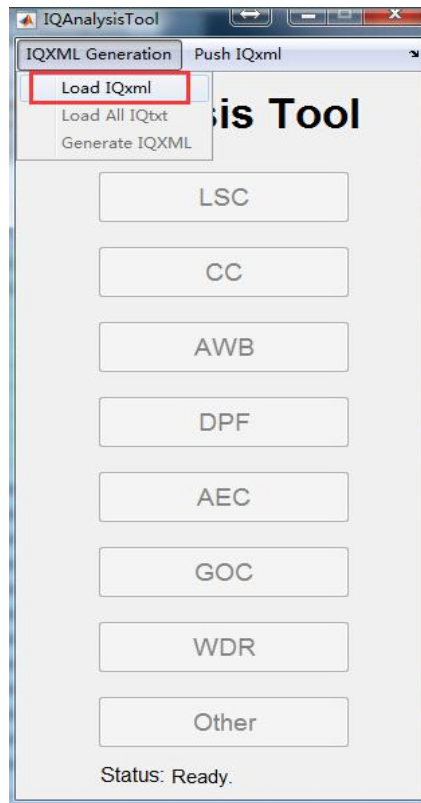 IQAnalysisTool
IQXML Generation Push IQxml
Load IQxml
Load All IQtxt
Generate IQXML
sis Tool
LSC
CC
AWB
DPF
AEC
GOC
WDR
Other
Status: Ready.